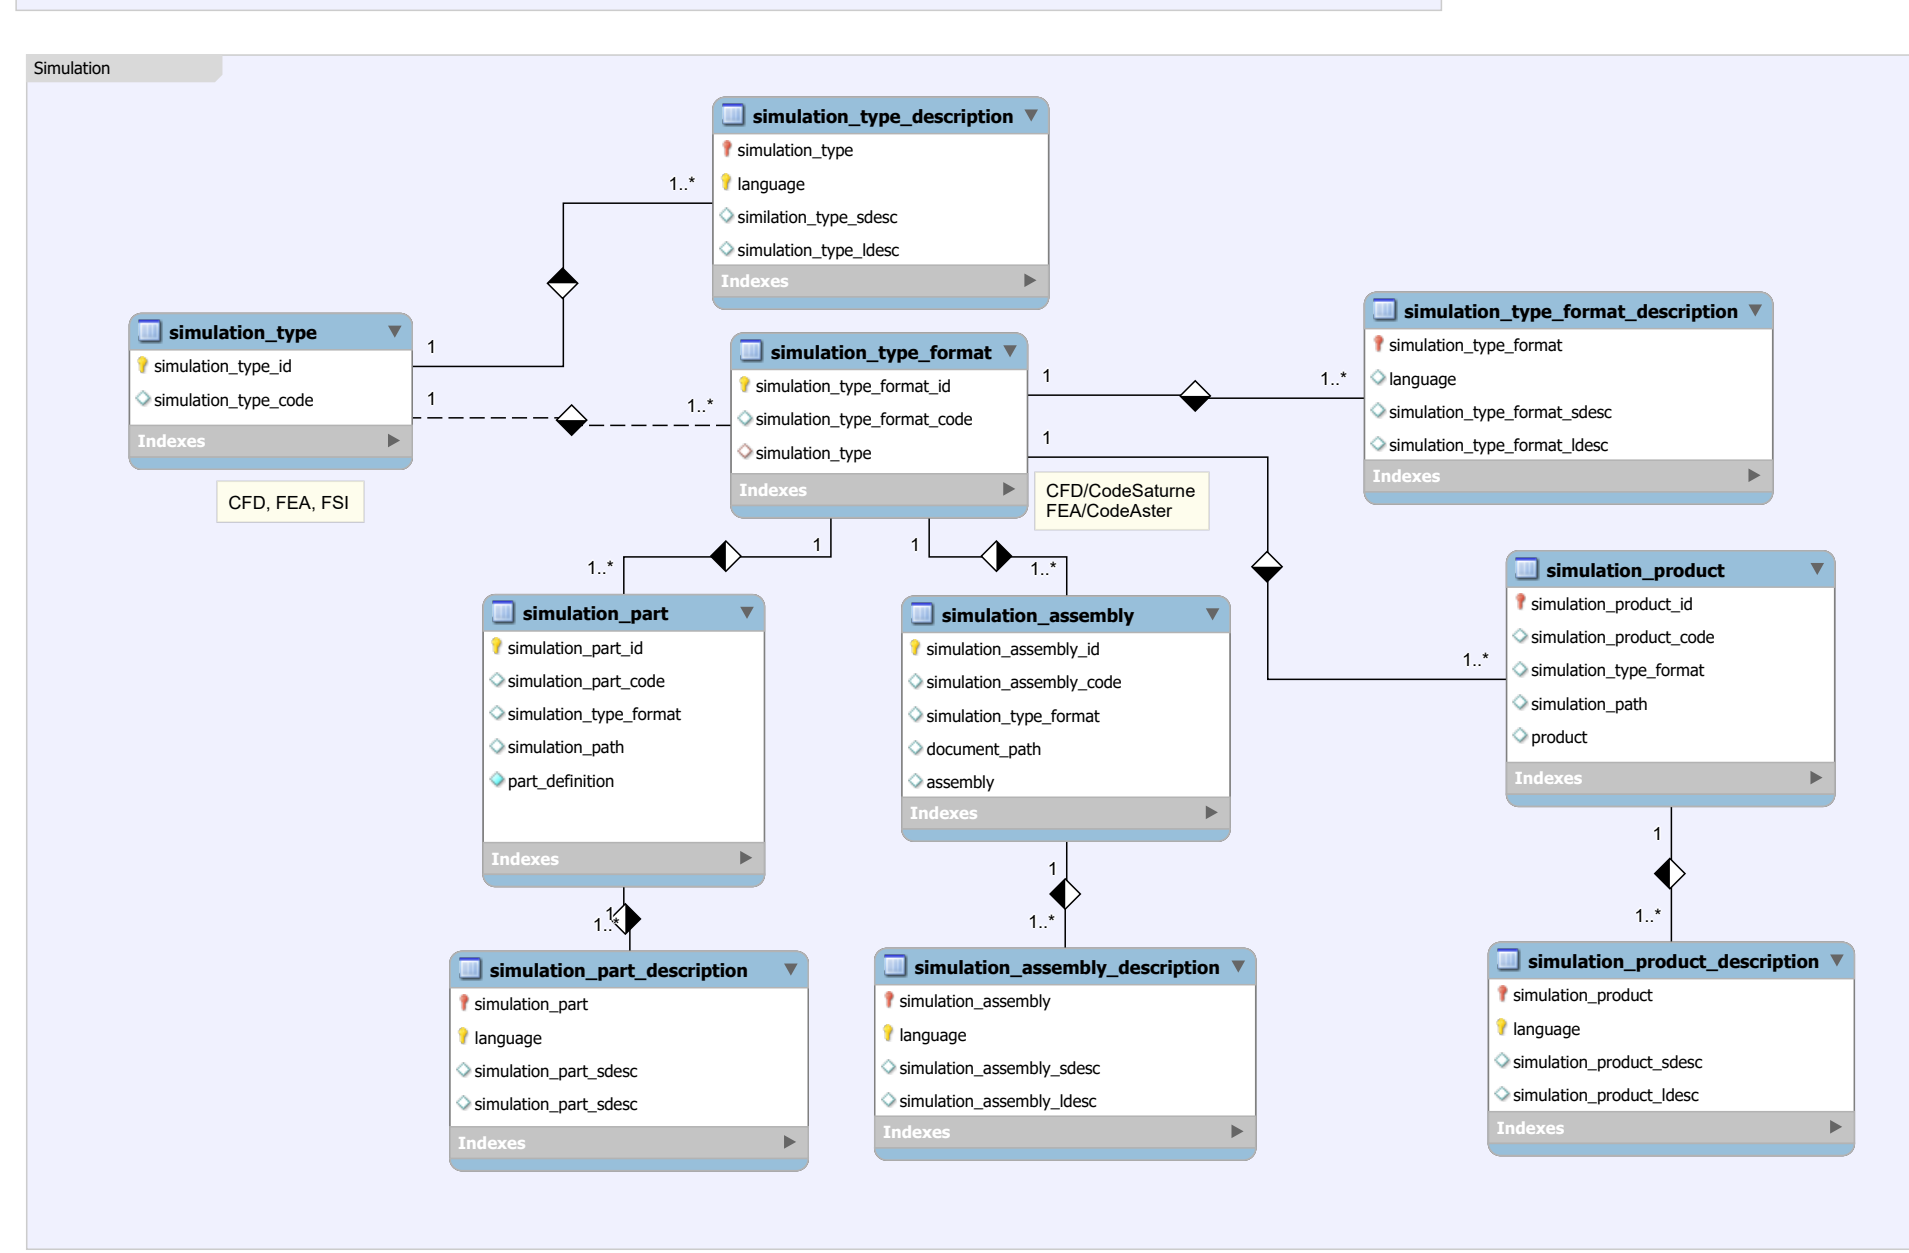 Simulation
simulation_type_description
simulation_type
language
similation_type_sdesc
simulation_type_ldesc
Indexes
1..*
simulation_type
simulation_type_id
simulation_type_code
Indexes
1
1
CFD, FEA, FSI
1..*
simulation_type_format
simulation_type_format_id
simulation_type_format_code
simulation_type
Indexes
1
1
CFD/CodeSaturne
FEA/CodeAster
1..*
simulation_type_format_description
simulation_type_format
language
simulation_type_format_sdesc
simulation_type_format_ldesc
Indexes
1
1..*
1
1..*
1..*
simulation_part
simulation_part_id
simulation_part_code
simulation_type_format
simulation_path
part_definition
Indexes
simulation_assembly
simulation_assembly_id
simulation_assembly_code
simulation_type_format
document_path
assembly
Indexes
simulation_product
simulation_product_id
simulation_product_code
simulation_type_format
simulation_path
product
Indexes
1
1..*
1
1..*
1
1..*
simulation_part_description
simulation_part
language
simulation_part_sdesc
simulation_part_sdesc
Indexes
simulation_assembly_description
simulation_assembly
language
simulation_assembly_sdesc
simulation_assembly_ldesc
Indexes
simulation_product_description
simulation_product
language
simulation_product_sdesc
simulation_product_ldesc
Indexes